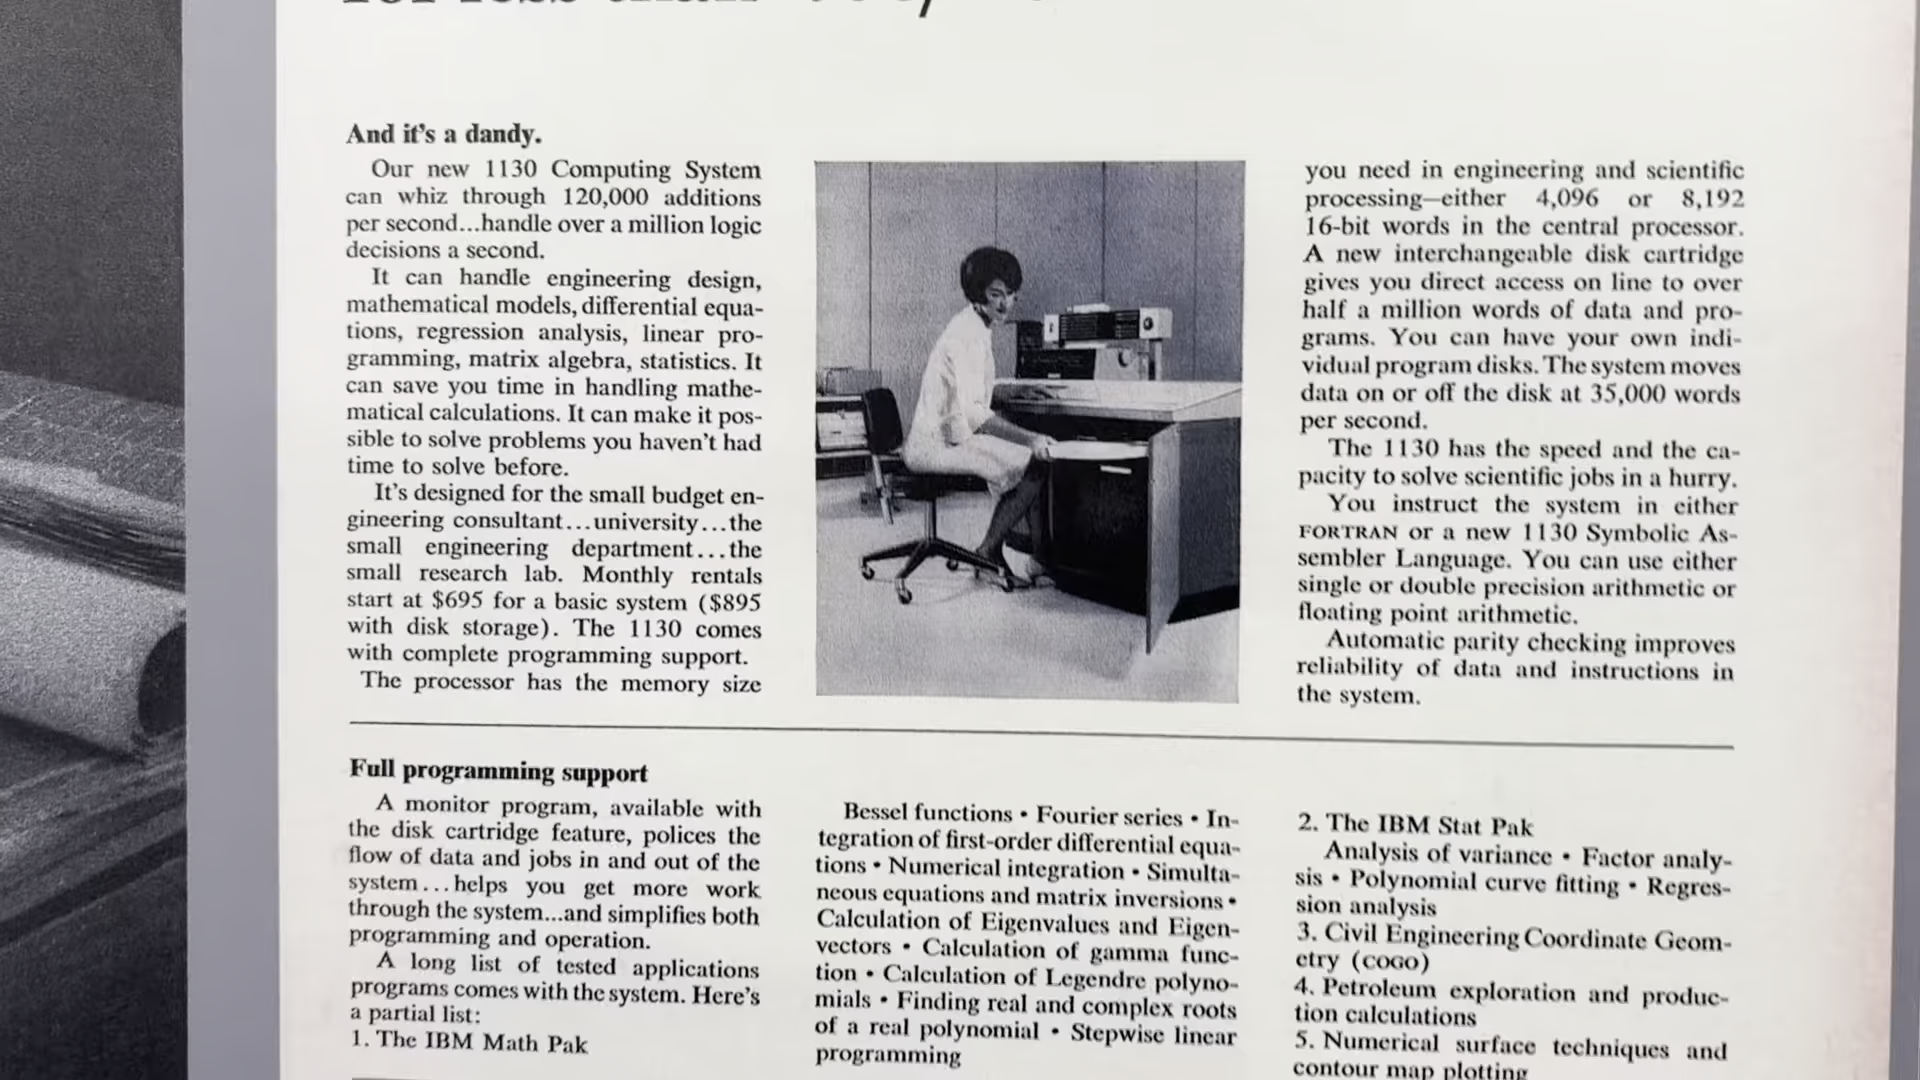 for less than
And it's a dandy.
Our new 1130 Computing System
can whiz through 120,000 additions
per second...handle over a million logic
decisions a second.
It can handle engineering design,
mathematical models, differential equa-
tions, regression analysis, linear pro-
gramming, matrix algebra, statistics. It
can save you time in handling mathe-
matical calculations. It can make it pos-
sible to solve problems you haven't had
time to solve before.
It's designed for the small budget en-
gineering consultant...university...the
small engineering department...the
small research lab. Monthly rentals
start at $695 for a basic system ($895
with disk storage). The 1130 comes
with complete programming support.
The processor has the memory size
you need in engineering and scientific
processing—either 4,096 or 8,192
16-bit words in the central processor.
A new interchangeable disk cartridge
gives you direct access on line to over
half a million words of data and pro-
grams. You can have your own indi-
vidual program disks. The system moves
data on or off the disk at 35,000 words
per second.
The 1130 has the speed and the ca-
pacity to solve scientific jobs in a hurry.
You instruct the system in either
FORTRAN or a new 1130 Symbolic As-
sembler Language. You can use either
single or double precision arithmetic or
floating point arithmetic.
Automatic parity checking improves
reliability of data and instructions in
the system.
Full programming support
A monitor program, available with
the disk cartridge feature, polices the
flow of data and jobs in and out of the
system...helps you get more work
through the system...and simplifies both
programming and operation.
A long list of tested applications
programs comes with the system. Here's
a partial list:
1. The IBM Math Pak
Bessel functions • Fourier series • In-
tegration of first-order differential equa-
tions • Numerical integration • Simulta-
neous equations and matrix inversions •
Calculation of Eigenvalues and Eigen-
vectors • Calculation of gamma func-
tion • Calculation of Legendre polyno-
mials • Finding real and complex roots
of a real polynomial • Stepwise linear
programming
2. The IBM Stat Pak
Analysis of variance • Factor analy-
sis • Polynomial curve fitting • Regres-
sion analysis
3. Civil Engineering Coordinate Geom-
etry (COGO)
4. Petroleum exploration and produc-
tion calculations
5. Numerical surface techniques and
contour map plotting